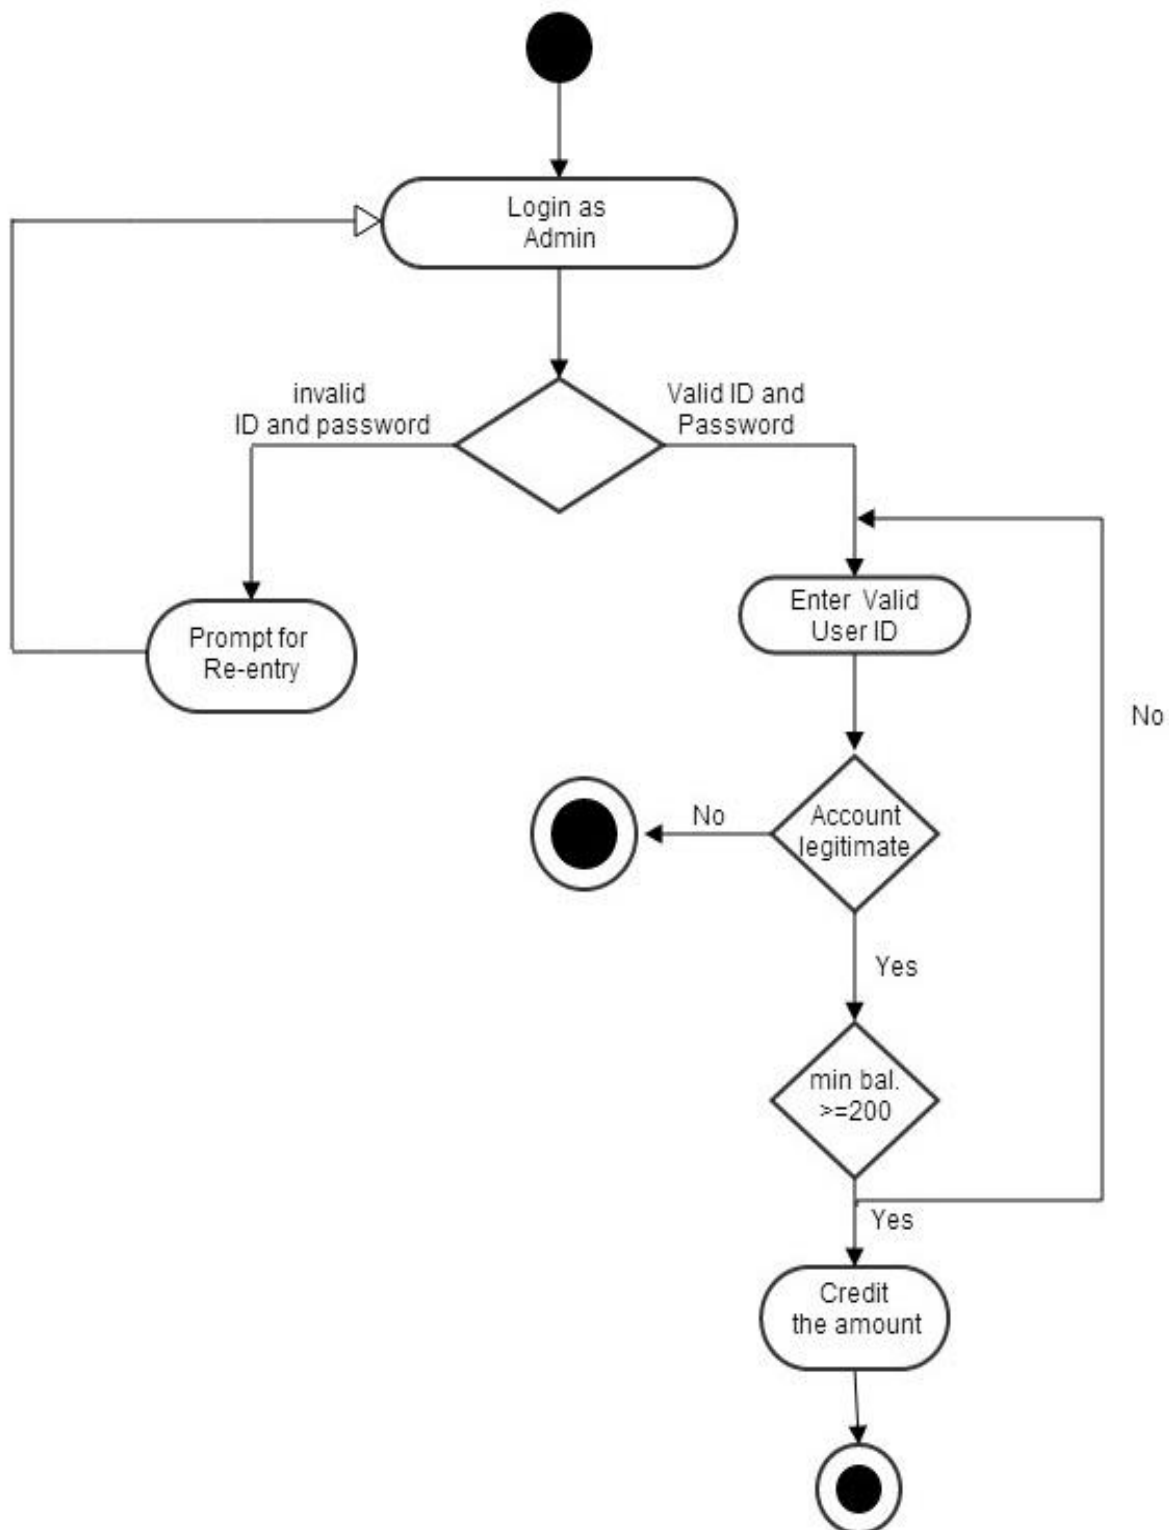 Login as
Admin
invalid
ID and password
Valid ID and
Password
Enter Valid
User ID
Prompt for
Re-entry
No
No
Account
legitimate
Yes
min bal.
>=200
Yes
Credit
the amount